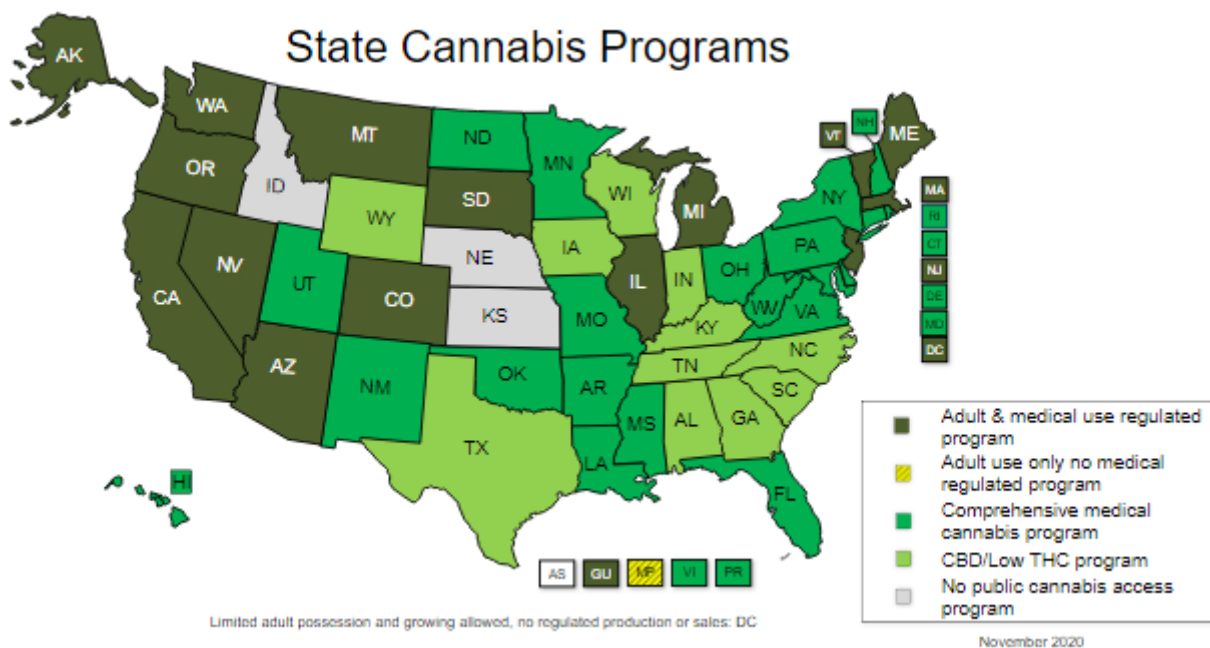 State Cannabis Programs
AK
WA
MT
ND
MN
VT
NH
ME
OR
ID
SD
WI
MI
NY
MA
RI
CT
NJ
DE
MD
DC
WY
IA
NE
PA
NV
UT
CO
IL
IN
OH
WV
VA
CA
KS
MO
KY
AZ
NM
OK
AR
TN
NC
SC
TX
MS
AL
GA
LA
FL
HI
AS
GU
MP
VI
PR
Adult & medical use regulated
program
Adult use only no medical
regulated program
Comprehensive medical
cannabis program
CBD/Low THC program
No public cannabis access
program
Limited adult possession and growing allowed, no regulated production or sales: DC
November 2020